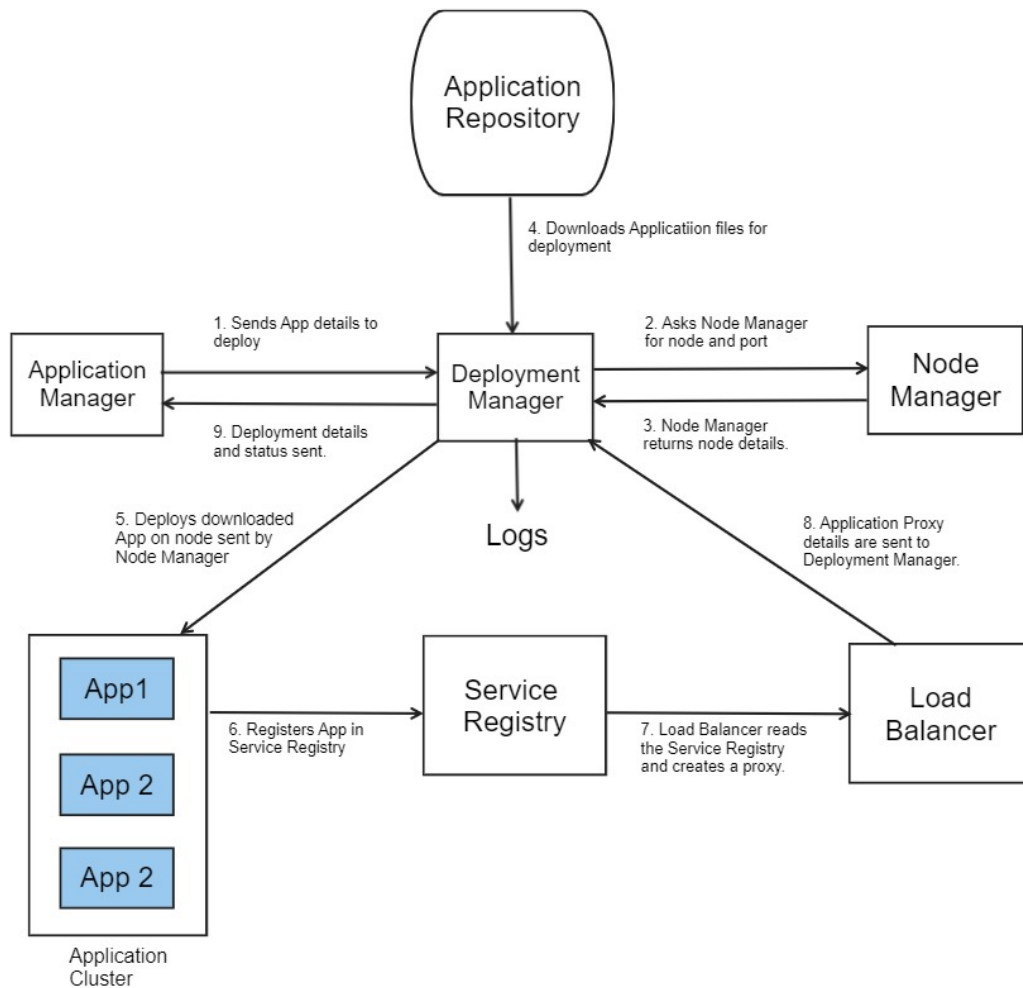 Application
Repository
4. Downloads Applicatiion files for
deployment
1. Sends App details to
deploy
2. Asks Node Manager
for node and port
Application
Manager
Deployment
Manager
Node
Manager
9. Deployment details
and status sent.
3. Node Manager
returns node details.
5. Deploys downloaded
App on node sent by
Node Manager
Logs
8. Application Proxy
details are sent to
Deployment Manager.
App1
App 2
App 2
6. Registers App in
Service Registry
Service
Registry
7. Load Balancer reads
the Service Registry
and creates a proxy.
Load
Balancer
Application
Cluster